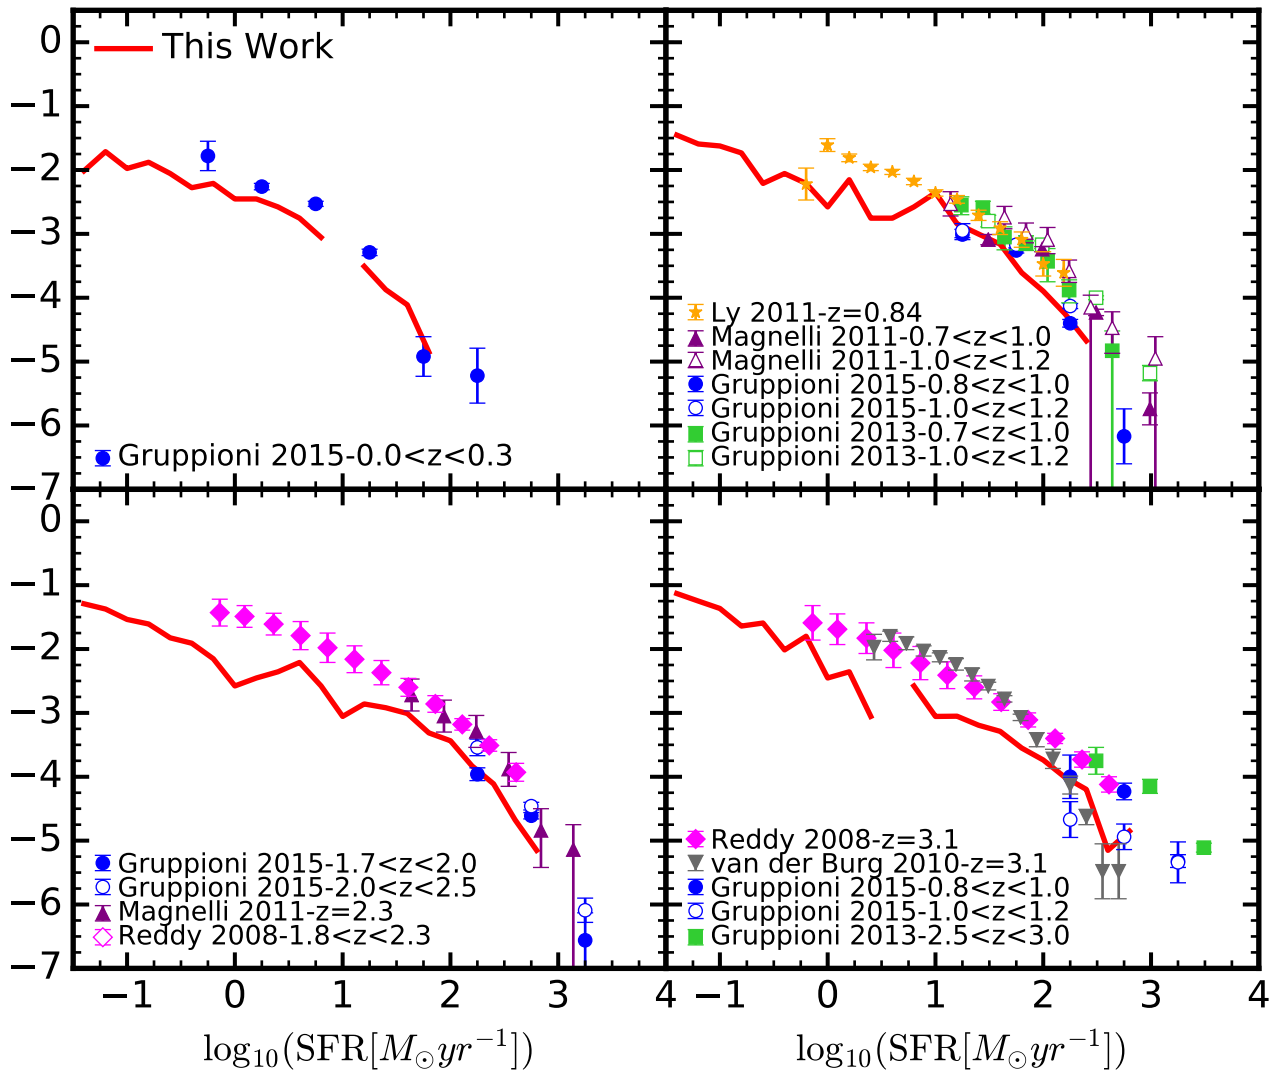 This Work
0
−1
−2
−3
−4
−5
−6
−7
Gruppioni 2015-0.0<z<0.3
Ly 2011-z=0.84
Magnelli 2011-0.7<z<1.0
Magnelli 2011-1.0<z<1.2
Gruppioni 2015-0.8<z<1.0
Gruppioni 2015-1.0<z<1.2
Gruppioni 2013-0.7<z<1.0
Gruppioni 2013-1.0<z<1.2
0
−1
−2
−3
−4
−5
−6
−7
Gruppioni 2015-1.7<z<2.0
Gruppioni 2015-2.0<z<2.5
Magnelli 2011-z=2.3
Reddy 2008-1.8<z<2.3
Reddy 2008-z=3.1
van der Burg 2010-z=3.1
Gruppioni 2015-0.8<z<1.0
Gruppioni 2015-1.0<z<1.2
Gruppioni 2013-2.5<z<3.0
−1 0 1 2 3 4
−1 0 1 2 3 4
log₁₀(SFR[M⊙yr⁻¹])
log₁₀(SFR[M⊙yr⁻¹])